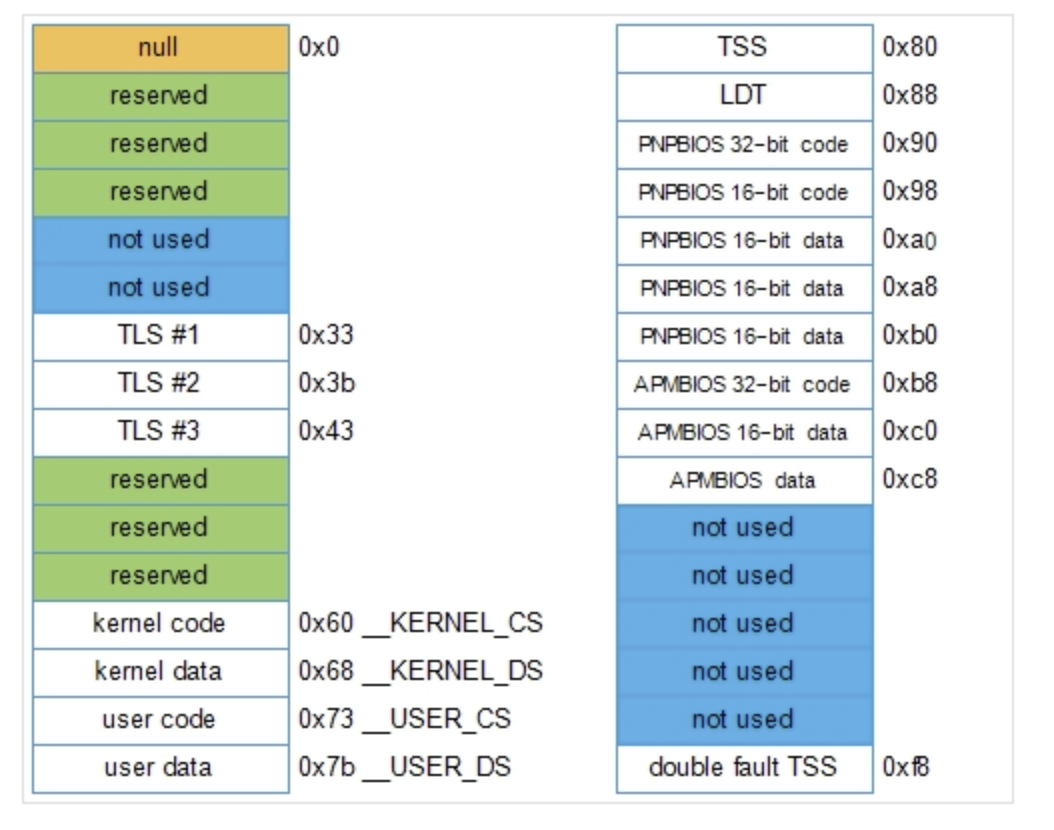 null 0x0
reserved
reserved
reserved
not used
not used
TLS #1 0x33
TLS #2 0x3b
TLS #3 0x43
reserved
reserved
reserved
kernel code 0x60 __KERNEL_CS
kernel data 0x68 __KERNEL_DS
user code 0x73 __USER_CS
user data 0x7b __USER_DS
TSS 0x80
LDT 0x88
PNPBIOS 32-bit code 0x90
PNPBIOS 16-bit code 0x98
PNPBIOS 16-bit data 0xa0
PNPBIOS 16-bit data 0xa8
PNPBIOS 16-bit data 0xb0
APMBIOS 32-bit code 0xb8
APMBIOS 16-bit data 0xc0
APMBIOS data 0xc8
not used
not used
not used
not used
not used
double fault TSS 0xf8